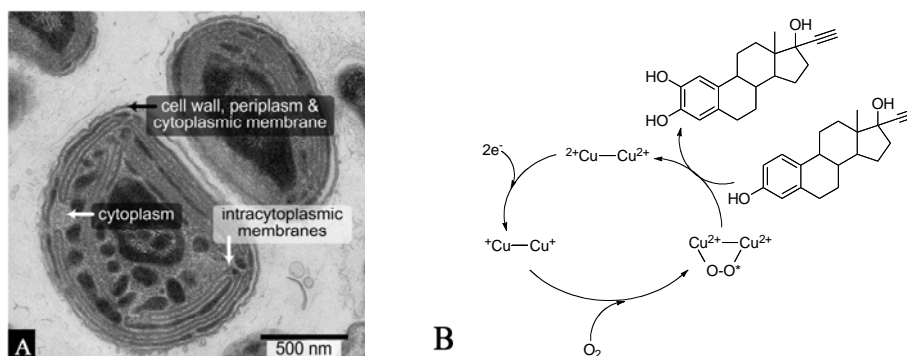 cell wall, periplasm &
cytoplasmic membrane
cytoplasm
intracytoplasmic
membranes
500 nm
A
OH
HO
HO
OH
HO
2e-
²⁺Cu—Cu²⁺
⁺Cu—Cu⁺
Cu²⁺—Cu²⁺
O-O*
O₂
B